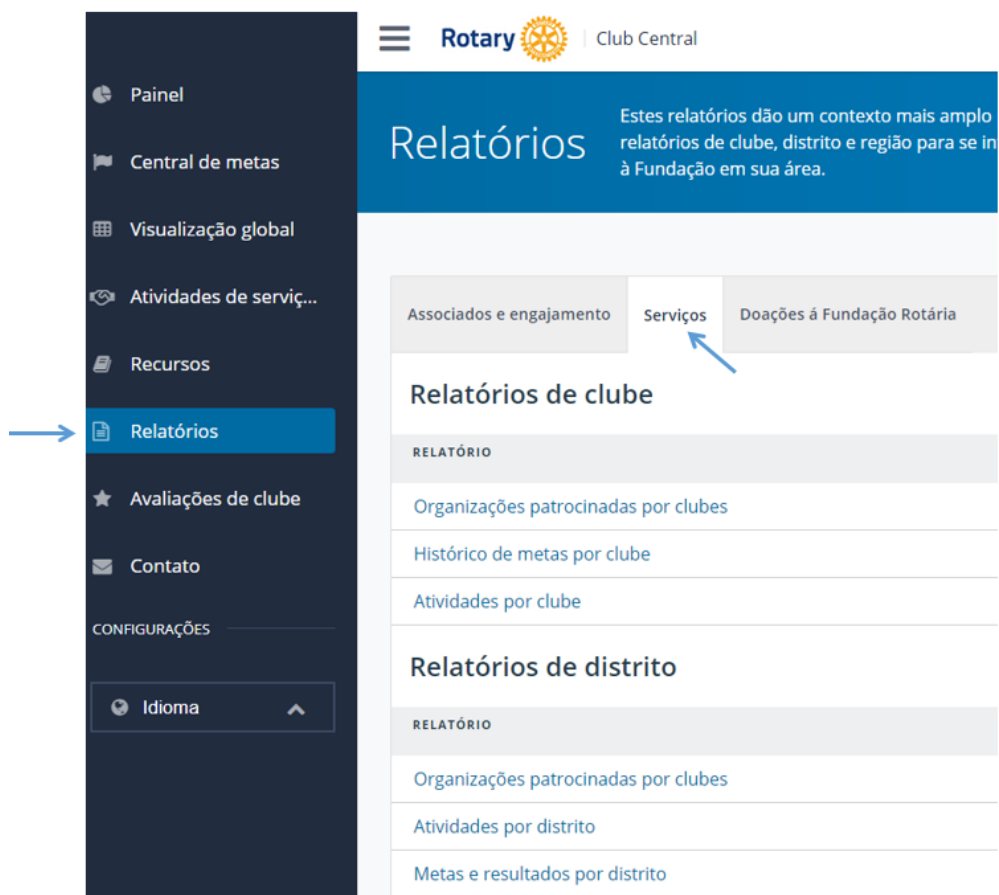 Painel
Central de metas
Visualização global
Atividades de serviç...
Recursos
Relatórios
Avaliações de clube
Contato
CONFIGURAÇÕES
Idioma
Rotary
Club Central
Relatórios
Estes relatórios dão um contexto mais amplo
relatórios de clube, distrito e região para se in
à Fundação em sua área.
Associados e engajamento
Serviços
Doações á Fundação Rotária
Relatórios de clube
RELATÓRIO
Organizações patrocinadas por clubes
Histórico de metas por clube
Atividades por clube
Relatórios de distrito
RELATÓRIO
Organizações patrocinadas por clubes
Atividades por distrito
Metas e resultados por distrito